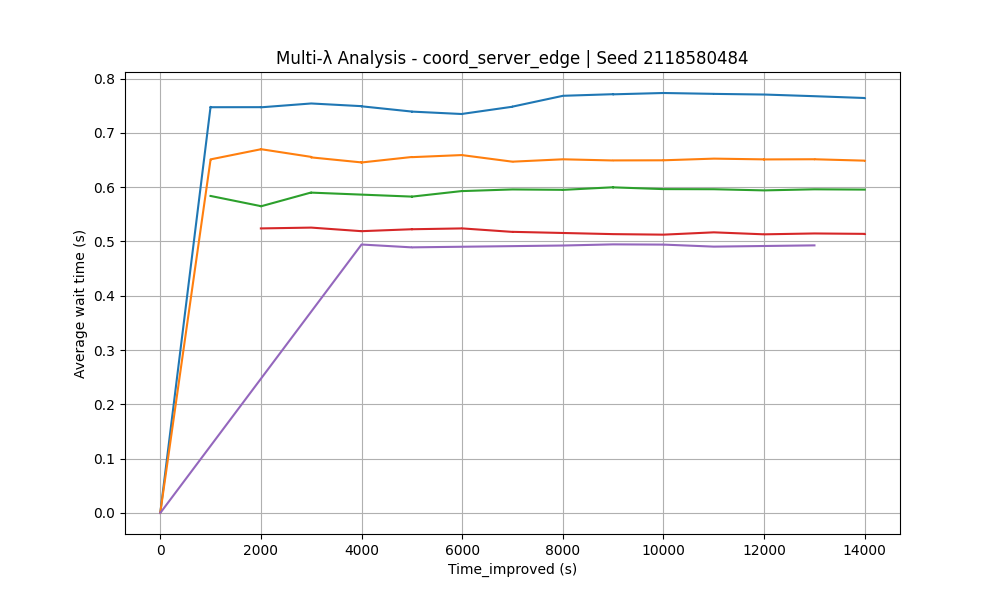 Multi-λ Analysis - coord_server_edge | Seed 2118580484
0.8
0.7
0.6
0.5
0.4
0.3
0.2
0.1
0.0
Average wait time (s)
0 2000 4000 6000 8000 10000 12000 14000
Time_improved (s)